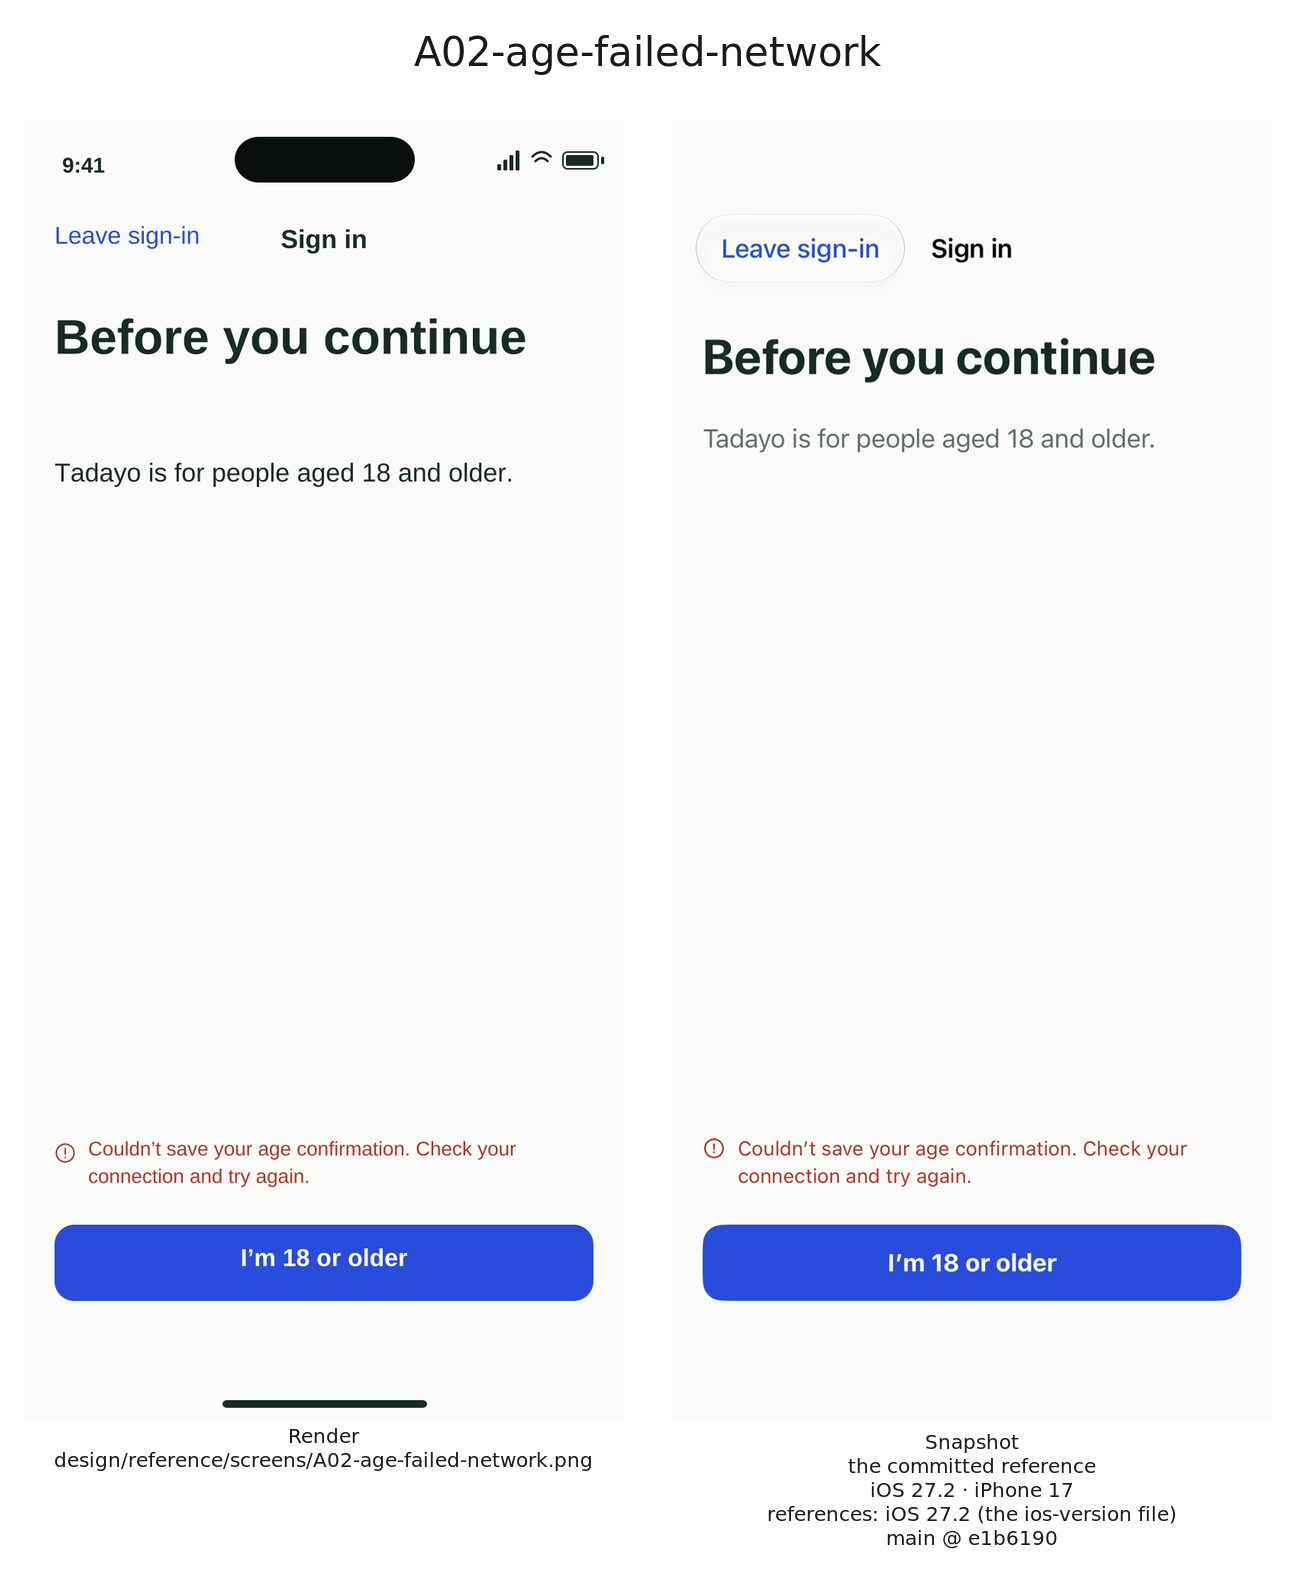 A02-age-failed-network
9:41
Leave sign-in
Sign in
Before you continue
Tadayo is for people aged 18 and older.
Couldn’t save your age confirmation. Check your
connection and try again.
I’m 18 or older
Render
design/reference/screens/A02-age-failed-network.png
Leave sign-in
Sign in
Before you continue
Tadayo is for people aged 18 and older.
Couldn’t save your age confirmation. Check your
connection and try again.
I’m 18 or older
Snapshot
the committed reference
iOS 27.2 · iPhone 17
references: iOS 27.2 (the ios-version file)
main @ e1b6190